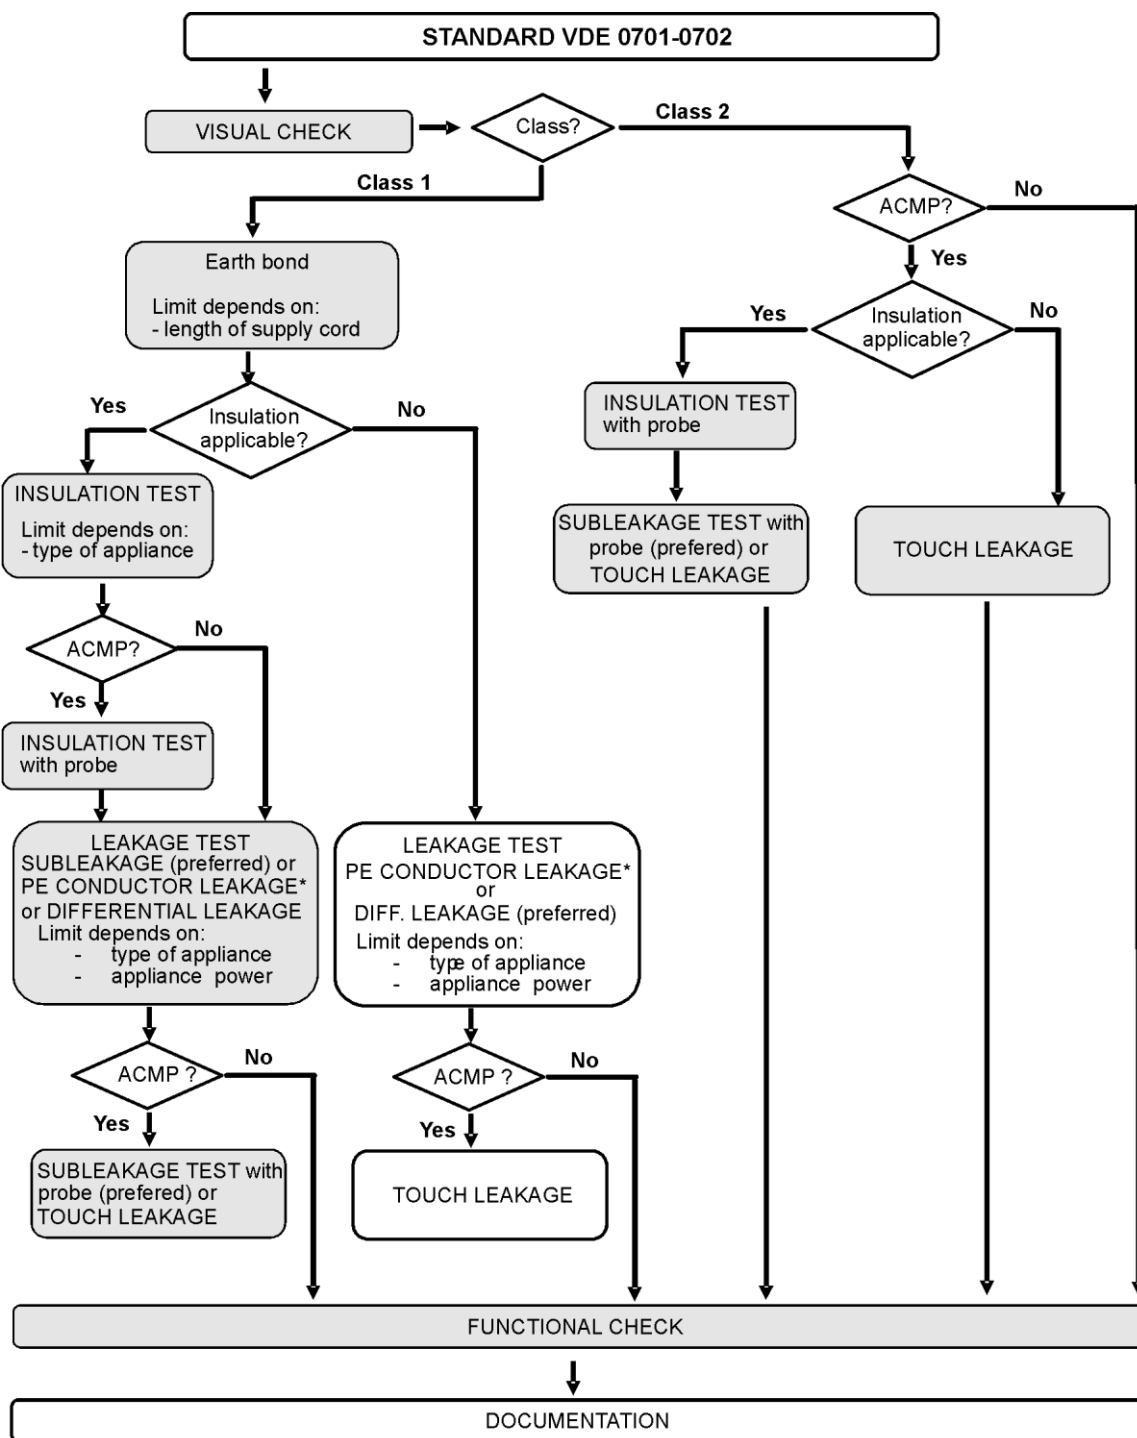 STANDARD VDE 0701-0702
VISUAL CHECK
Class?
Class 2
Class 1
ACMP?
No
Yes
Earth bond
Limit depends on:
- length of supply cord
Yes
Insulation
applicable?
No
INSULATION TEST
with probe
Yes
Insulation
applicable?
No
INSULATION TEST
Limit depends on:
- type of appliance
SUBLEAKAGE TEST with
probe (prefered) or
TOUCH LEAKAGE
TOUCH LEAKAGE
ACMP?
No
Yes
INSULATION TEST
with probe
LEAKAGE TEST
SUBLEAKAGE (preferred) or
PE CONDUCTOR LEAKAGE*
or DIFFERENTIAL LEAKAGE
Limit depends on:
- type of appliance
- appliance power
LEAKAGE TEST
PE CONDUCTOR LEAKAGE*
or
DIFF. LEAKAGE (preferred)
Limit depends on:
- type of appliance
- appliance power
ACMP ?
No
Yes
ACMP ?
No
Yes
SUBLEAKAGE TEST with
probe (prefered) or
TOUCH LEAKAGE
TOUCH LEAKAGE
FUNCTIONAL CHECK
DOCUMENTATION